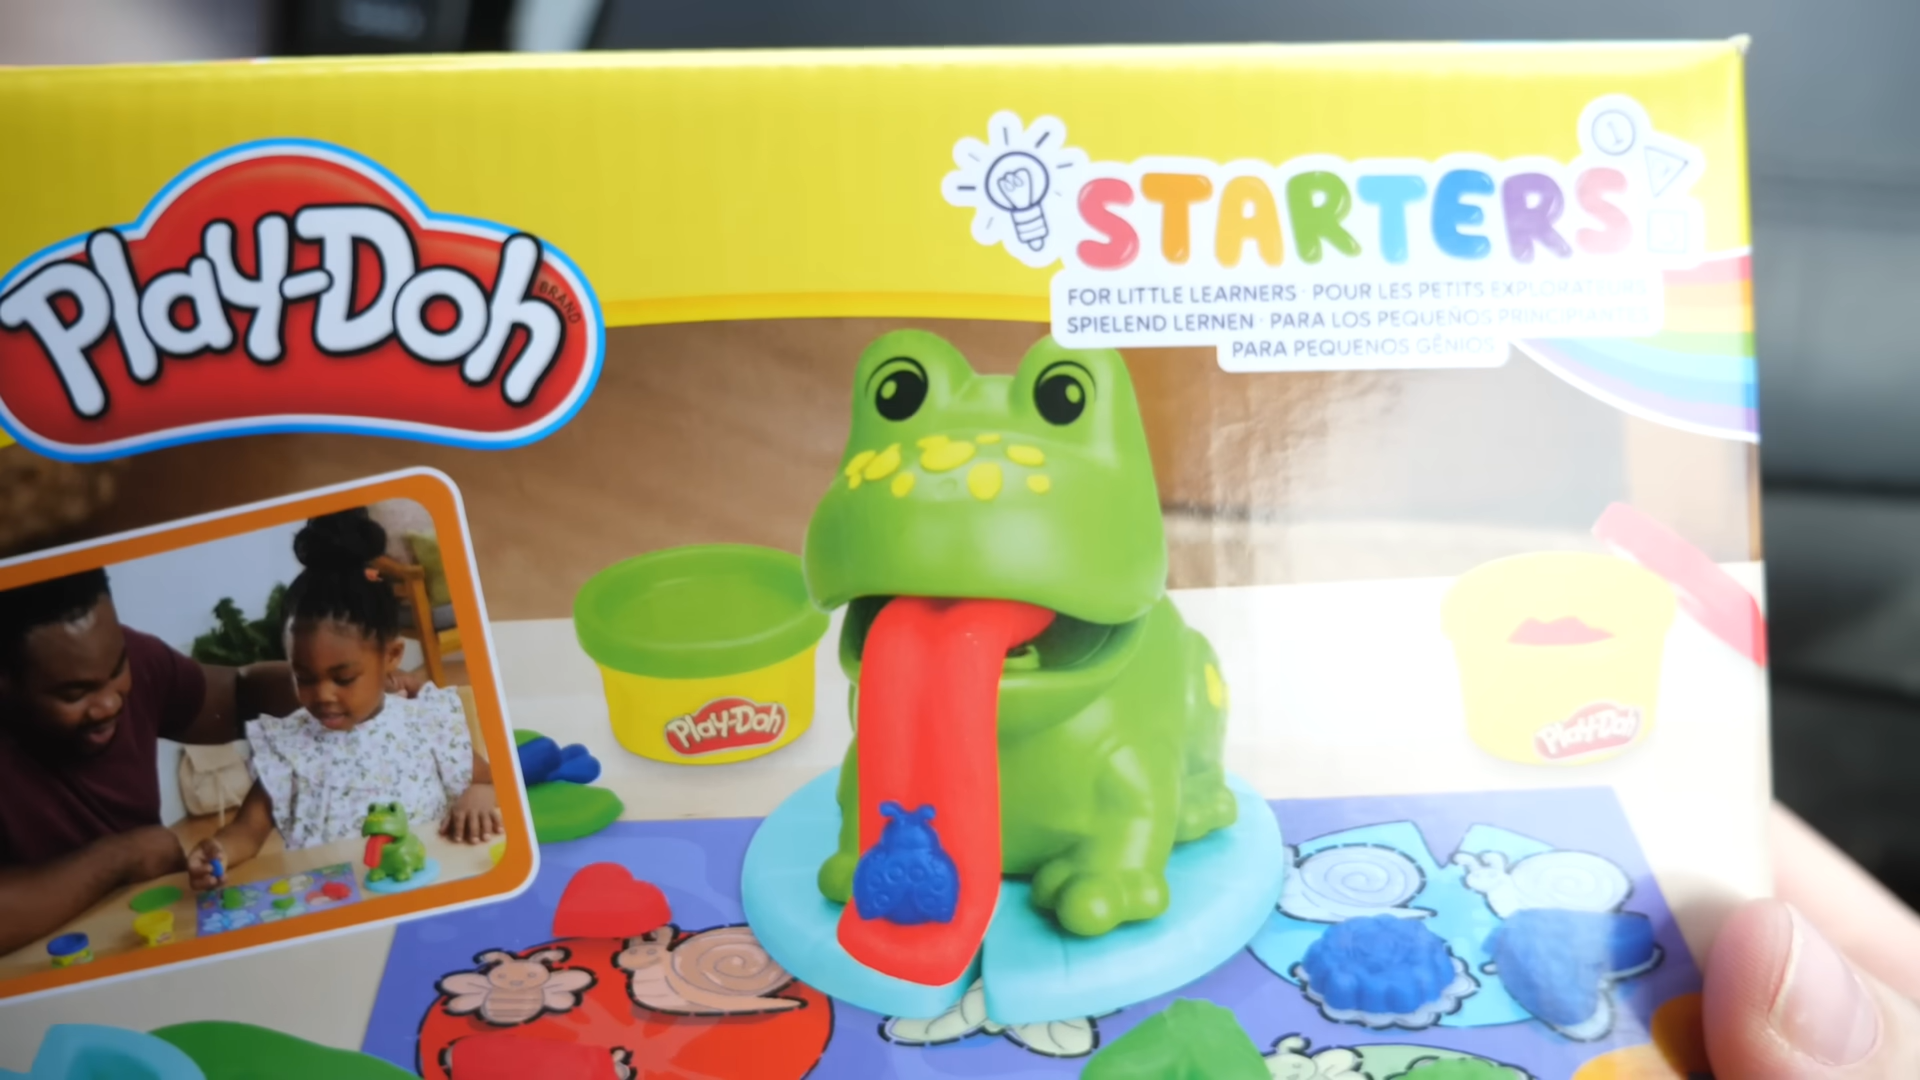 PLAY-DOH
BRAND
STARTERS
FOR LITTLE LEARNERS · POUR LES PETITS EXPLORATEURS
SPIELEND LERNEN · PARA LOS PEQUEÑOS PRINCIPIANTES
PARA PEQUENOS GÊNIOS
PLAY-DOH
PLAY-DOH